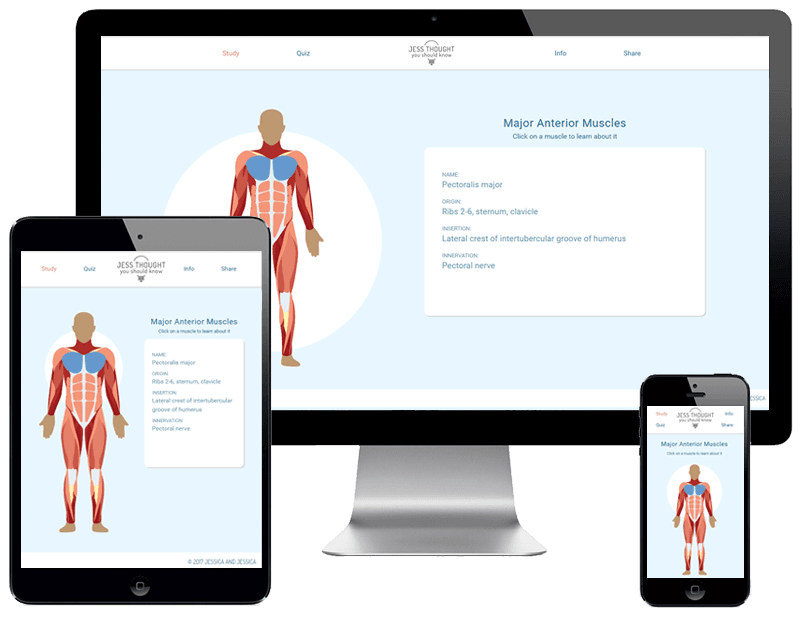 Study
Quiz
JESS THOUGHT
you should know
Info
Share
Major Anterior Muscles
Click on a muscle to learn about it
NAME:
Pectoralis major
ORIGIN:
Ribs 2-6, sternum, clavicle
INSERTION:
Lateral crest of intertubercular groove of humerus
INNERVATION:
Pectoral nerve
ESSICA
Study
Quiz
JESS THOUGHT
you should know
Info
Share
Major Anterior Muscles
Click on a muscle to learn about it
NAME:
Pectoralis major
ORIGIN:
Ribs 2-6, sternum, clavicle
INSERTION:
Lateral crest of intertubercular
groove of humerus
INNERVATION:
Pectoral nerve
© 2017 JESSICA AND JESSICA
Study
JESS THOUGHT
you should know
Info
Quiz
Share
Major Anterior Muscles
Click on a muscle to learn about it